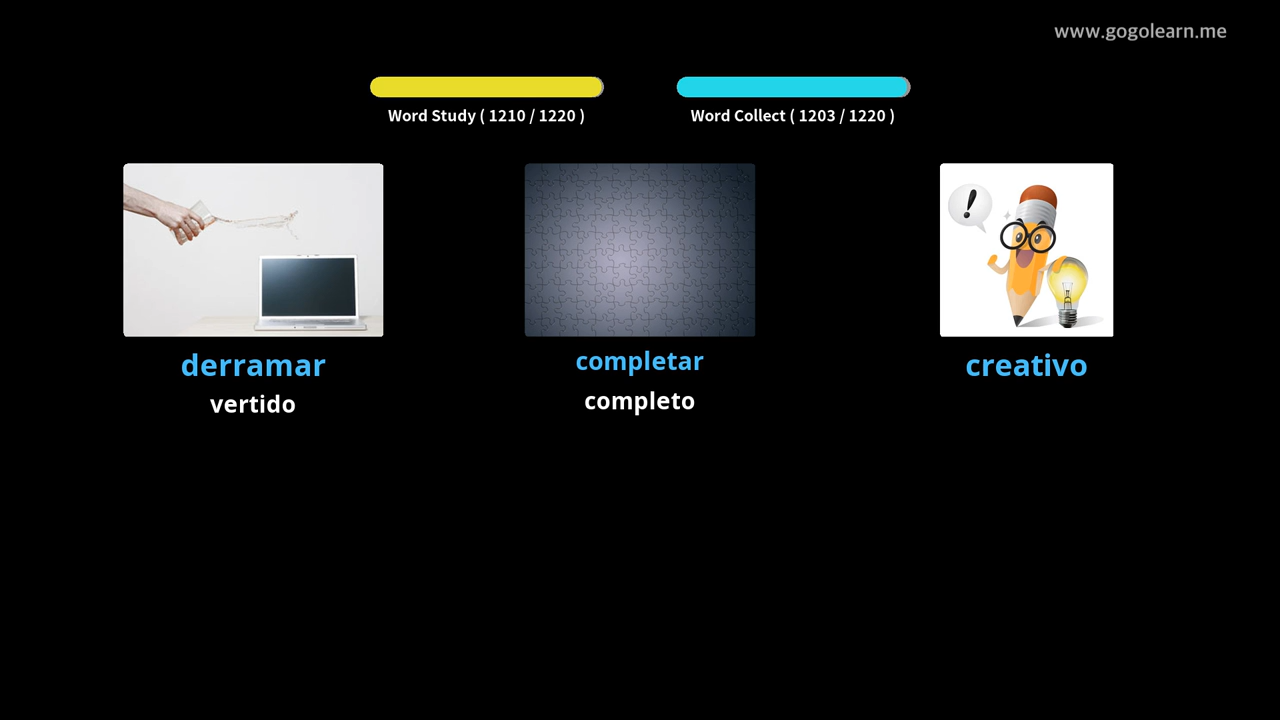 www.gogolearn.me
Word Study ( 1210 / 1220 )
Word Collect ( 1203 / 1220 )
!
derramar
vertido
completar
completo
creativo